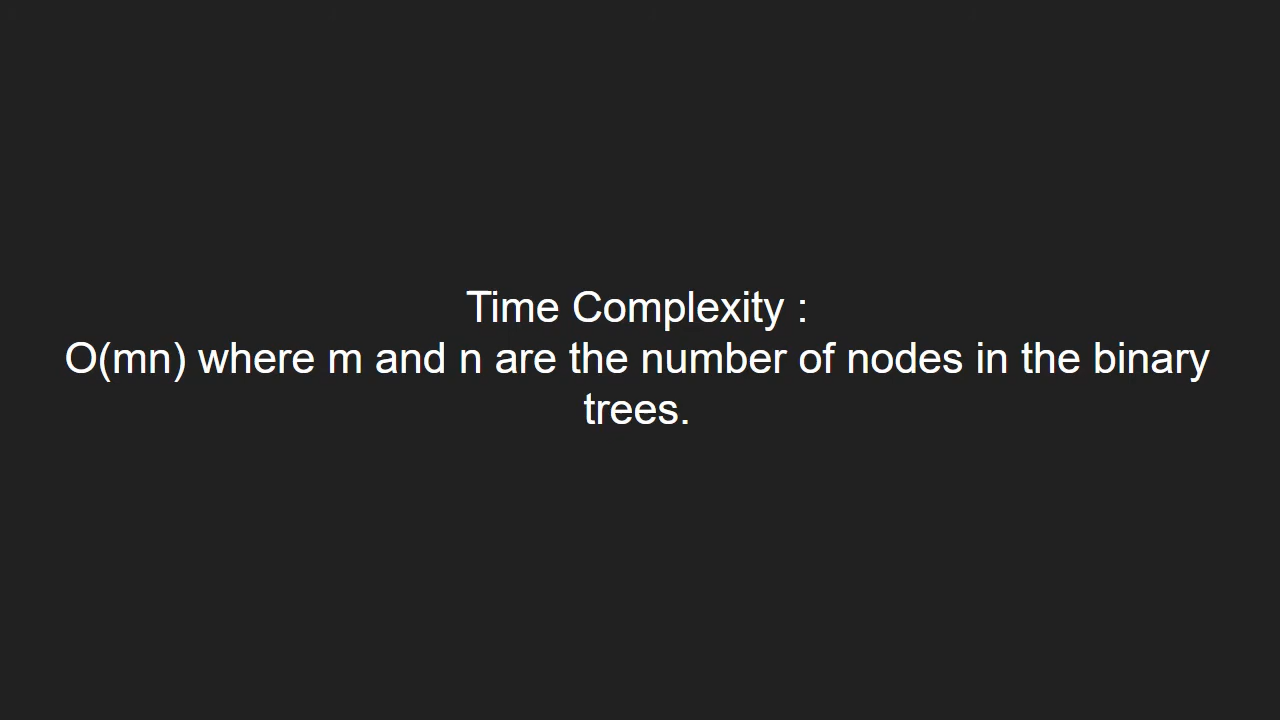 Time Complexity :
O(mn) where m and n are the number of nodes in the binary
trees.